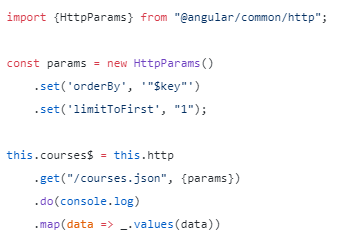 import {HttpParams} from "@angular/common/http";
const params = new HttpParams()
.set('orderBy', '"$key"')
.set('limitToFirst', "1");
this.courses$ = this.http
.get("/courses.json", {params})
.do(console.log)
.map(data => _.values(data))